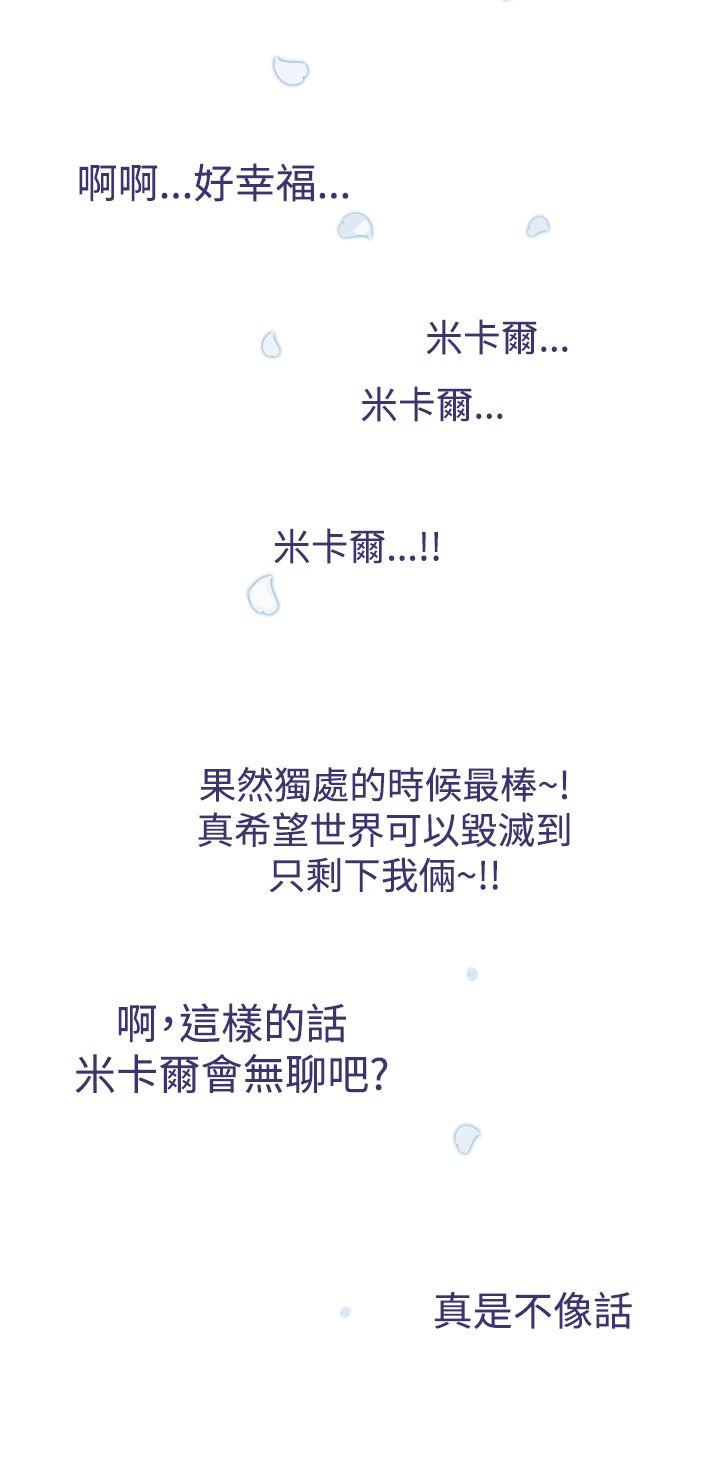 啊啊...好幸福...
米卡爾...
米卡爾...
米卡爾...!!
果然獨處的時候最棒~!
真希望世界可以毀滅到
只剩下我倆~!!
啊，這樣的話
米卡爾會無聊吧?
真是不像話